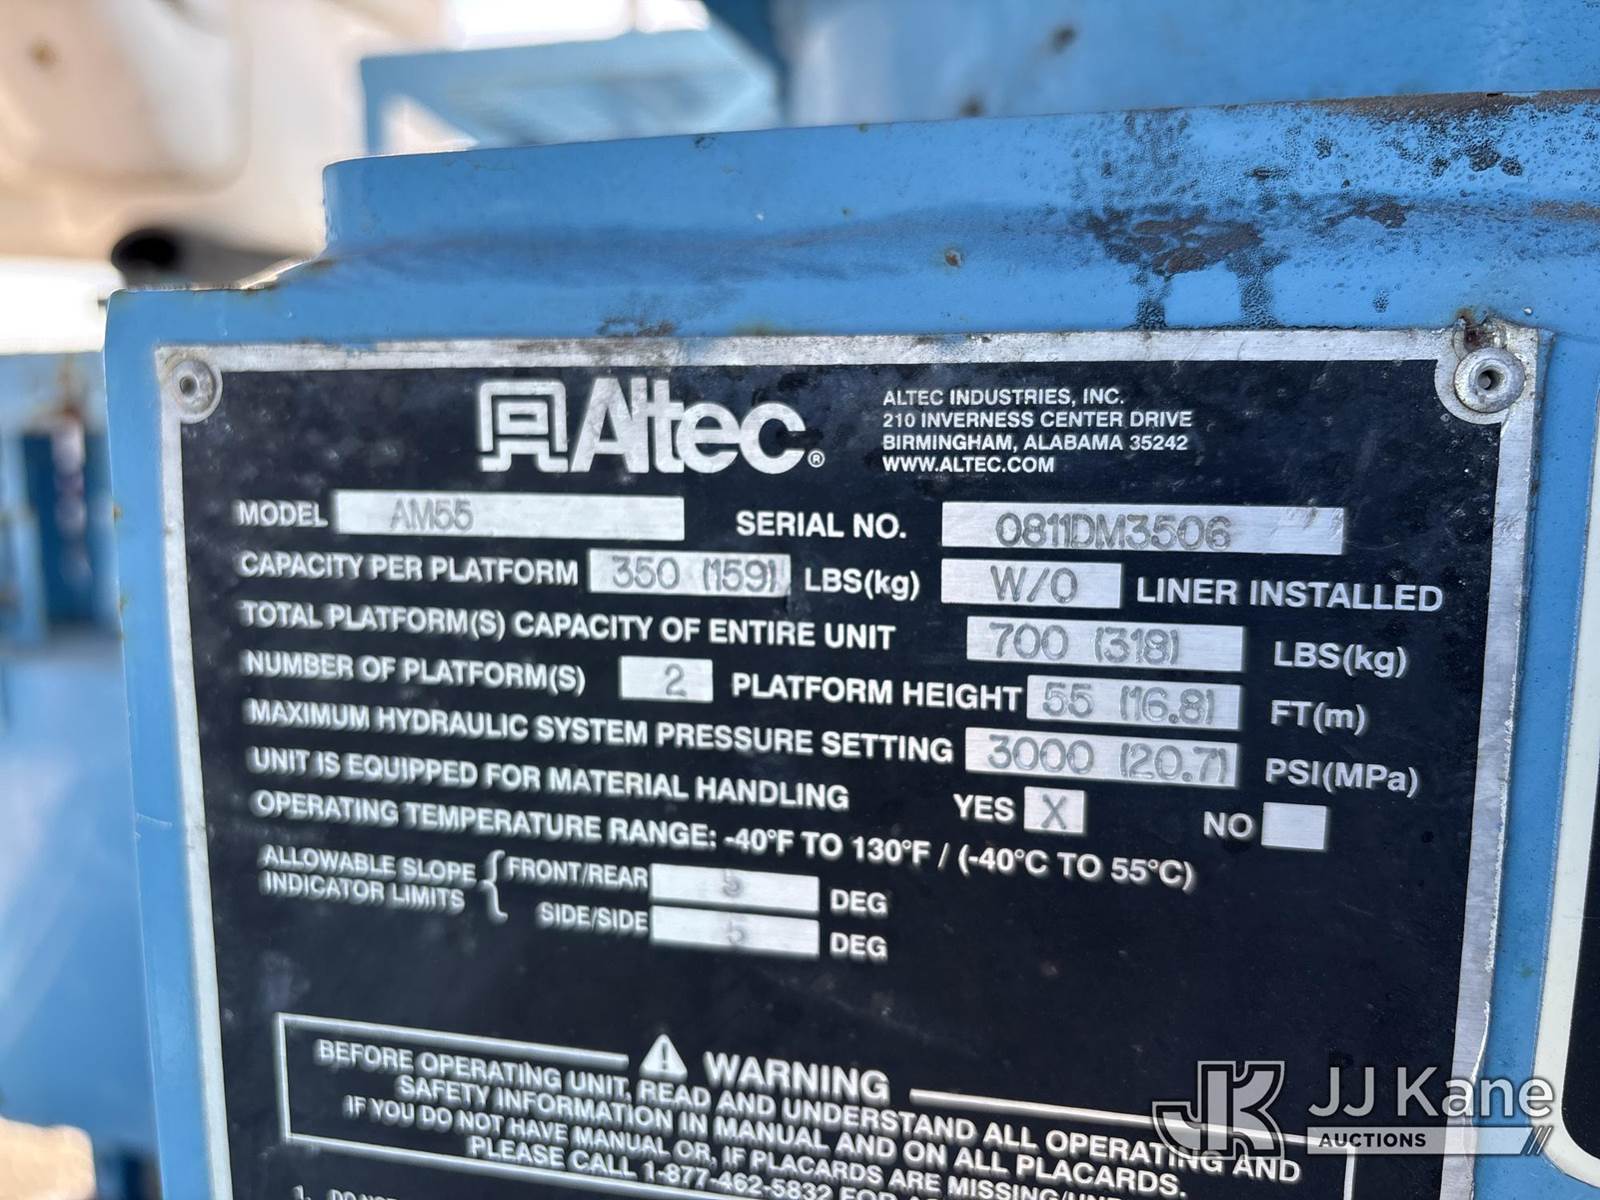 Altec®
ALTEC INDUSTRIES, INC.
210 INVERNESS CENTER DRIVE
BIRMINGHAM, ALABAMA 35242
WWW.ALTEC.COM
MODEL AM55 SERIAL NO. 0811DM3506
CAPACITY PER PLATFORM 350 (159) LBS(kg) W/O LINER INSTALLED
TOTAL PLATFORM(S) CAPACITY OF ENTIRE UNIT 700 (318) LBS(kg)
NUMBER OF PLATFORM(S) 2 PLATFORM HEIGHT 55 (16.8) FT(m)
MAXIMUM HYDRAULIC SYSTEM PRESSURE SETTING 3000 (20.7) PSI(MPa)
UNIT IS EQUIPPED FOR MATERIAL HANDLING YES X NO
OPERATING TEMPERATURE RANGE: -40°F TO 130°F / (-40°C TO 55°C)
ALLOWABLE SLOPE INDICATOR LIMITS { FRONT/REAR 5 DEG
SIDE/SIDE 5 DEG
⚠ WARNING
BEFORE OPERATING UNIT, READ AND UNDERSTAND ALL OPERATING AND
SAFETY INFORMATION IN MANUAL AND ON ALL PLACARDS.
IF YOU DO NOT HAVE MANUAL OR, IF PLACARDS ARE MISSING/
PLEASE CALL 1-877-462-5832 FOR
1. DO NOT
JK JJ Kane
AUCTIONS